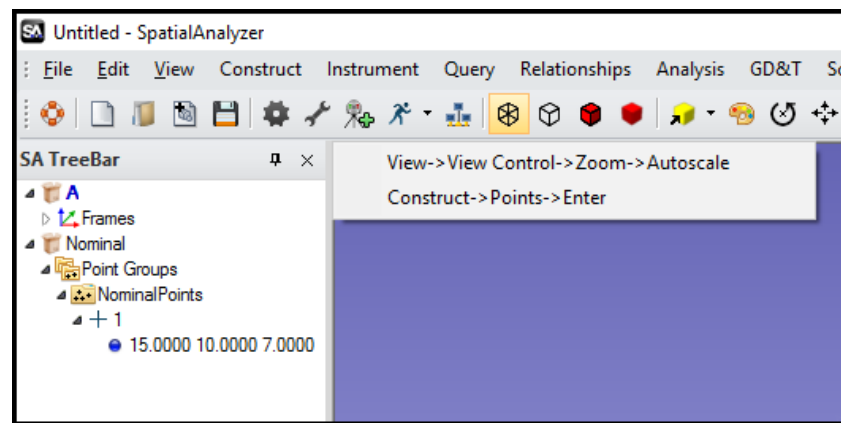 SA Untitled - SpatialAnalyzer
File Edit View Construct Instrument Query Relationships Analysis GD&T
SA TreeBar
View->View Control->Zoom->Autoscale
Construct->Points->Enter
A
Frames
Nominal
Point Groups
NominalPoints
1
15.0000 10.0000 7.0000